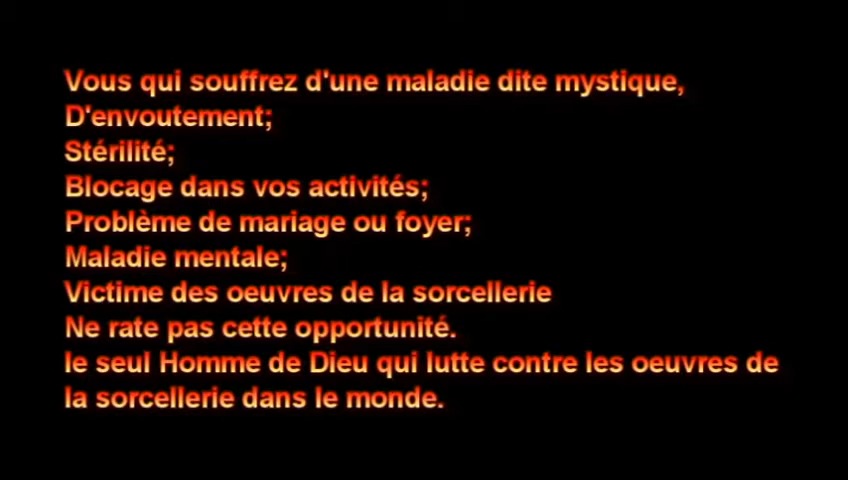 Vous qui souffrez d'une maladie dite mystique,
D'envoutement;
Stérilité;
Blocage dans vos activités;
Problème de mariage ou foyer;
Maladie mentale;
Victime des oeuvres de la sorcellerie
Ne rate pas cette opportunité.
le seul Homme de Dieu qui lutte contre les oeuvres de
la sorcellerie dans le monde.